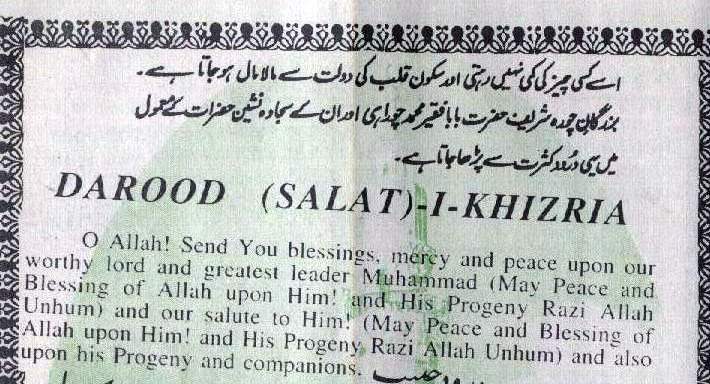 اسے کسی چیز کی کمی نہیں رہتی اور سکون قلب کی دولت سے مالا مال ہو جاتا ہے۔
بزرگان چورہ شریف حضرت بابا فقیر محمد چوراہی اور ان کے سجادہ نشین حضرات کے معمول
میں یہی درود کثرت سے پڑھا جاتا ہے۔
DAROOD (SALAT)-I-KHIZRIA
O Allah! Send You blessings, mercy and peace upon our
worthy lord and greatest leader Muhammad (May Peace and
Blessing of Allah upon Him! and His Progeny Razi Allah
Unhum) and our salute to Him! (May Peace and Blessing of
Allah upon Him! and His Progeny Razi Allah Unhum) and also
upon his Progeny and companions.